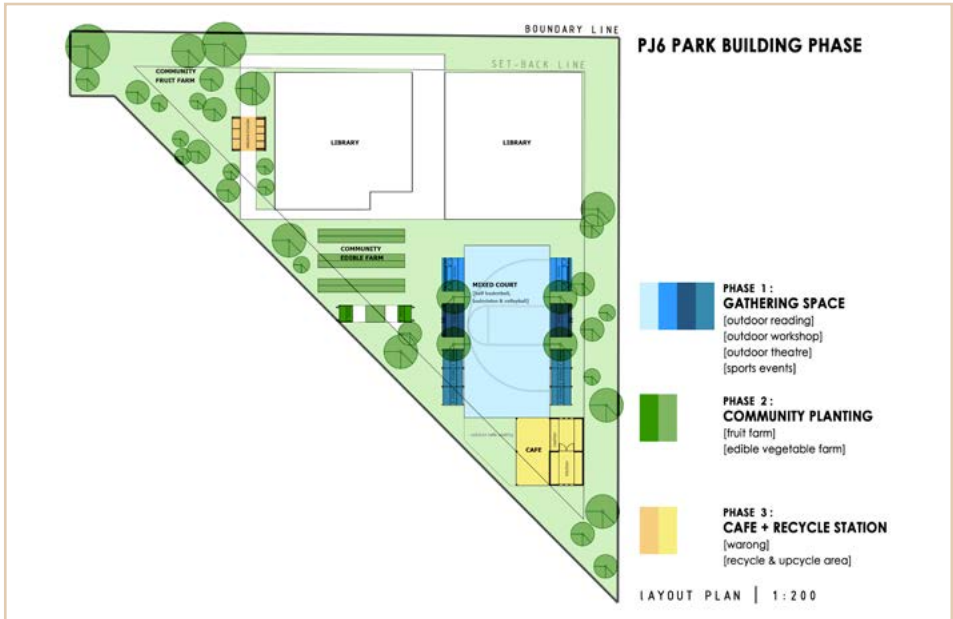 BOUNDARY LINE
PJ6 PARK BUILDING PHASE
SET-BACK LINE
COMMUNITY
FRUIT FARM
LIBRARY
LIBRARY
COMMUNITY
EDIBLE FARM
MIXED COURT
[half basketball,
badminton & volleyball]
CAFE
PHASE 1 :
GATHERING SPACE
[outdoor reading]
[outdoor workshop]
[outdoor theatre]
[sports events]
PHASE 2 :
COMMUNITY PLANTING
[fruit farm]
[edible vegetable farm]
PHASE 3 :
CAFE + RECYCLE STATION
[warong]
[recycle & upcycle area]
LAYOUT PLAN | 1:200